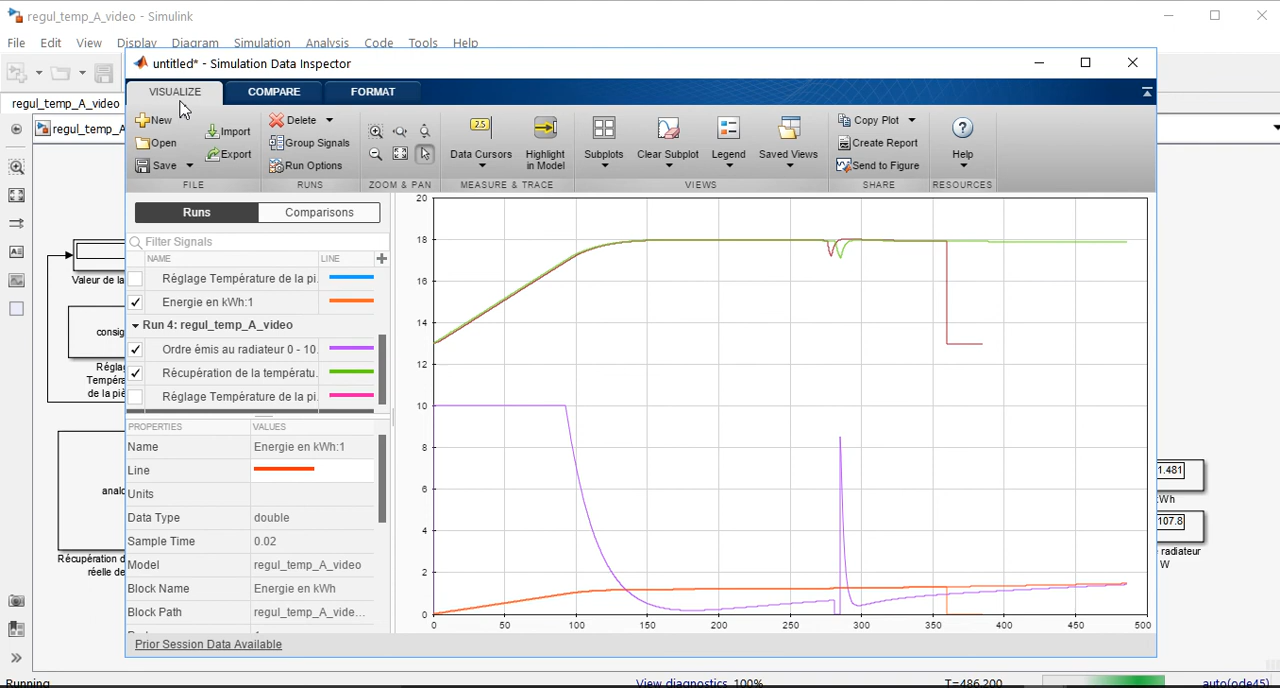 regul_temp_A_video - Simulink
File Edit View Display Diagram Simulation Analysis Code Tools Help
untitled* - Simulation Data Inspector
VISUALIZE COMPARE FORMAT
New
Open
Save
Import
Export
FILE
Delete
Group Signals
Run Options
RUNS
ZOOM & PAN
2.5
Data Cursors
Highlight
in Model
MEASURE & TRACE
Subplots
Clear Subplot
Legend
Saved Views
VIEWS
Copy Plot
Create Report
Send to Figure
SHARE
?
Help
RESOURCES
regul_temp_A_video
regul_temp_A
Runs Comparisons
Filter Signals
NAME LINE
Réglage Température de la pi
Energie en kWh:1
Run 4: regul_temp_A_video
Ordre émis au radiateur 0 - 10.
Récupération de la températu.
Réglage Température de la pi
PROPERTIES VALUES
Name Energie en kWh:1
Line
Units
Data Type double
Sample Time 0.02
Model regul_temp_A_video
Block Name Energie en kWh
Block Path regul_temp_A_vide...
Prior Session Data Available
20
18
16
14
12
10
8
6
4
2
0
0 50 100 150 200 250 300 350 400 450 500
Valeur de la
consig
Régla
Tempéra
de la piè
analo
Récupération d
réelle de
1.481
Wh
107.8
radiateur
W
Running View diagnostics 100% T=486.200 auto(ode45)